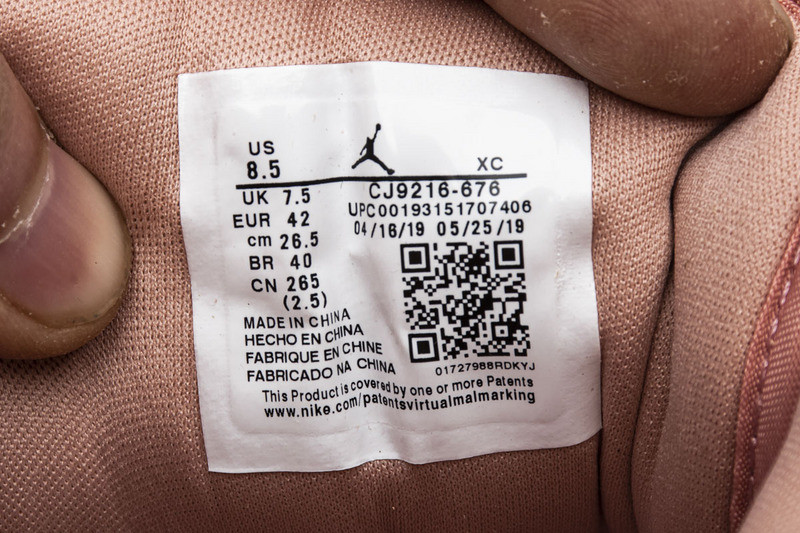 US
8.5
XC
UK 7.5
EUR 42
cm 26.5
BR 40
CN 265
(2.5)
CJ9216-676
UPC00193151707406
04/16/19 05/25/19
MADE IN CHINA
HECHO EN CHINA
FABRIQUE EN CHINE
FABRICADO NA CHINA
01727988RDKYJ
This Product is covered by one or more Patents
www.nike.com/patentsvirtualmalmarking